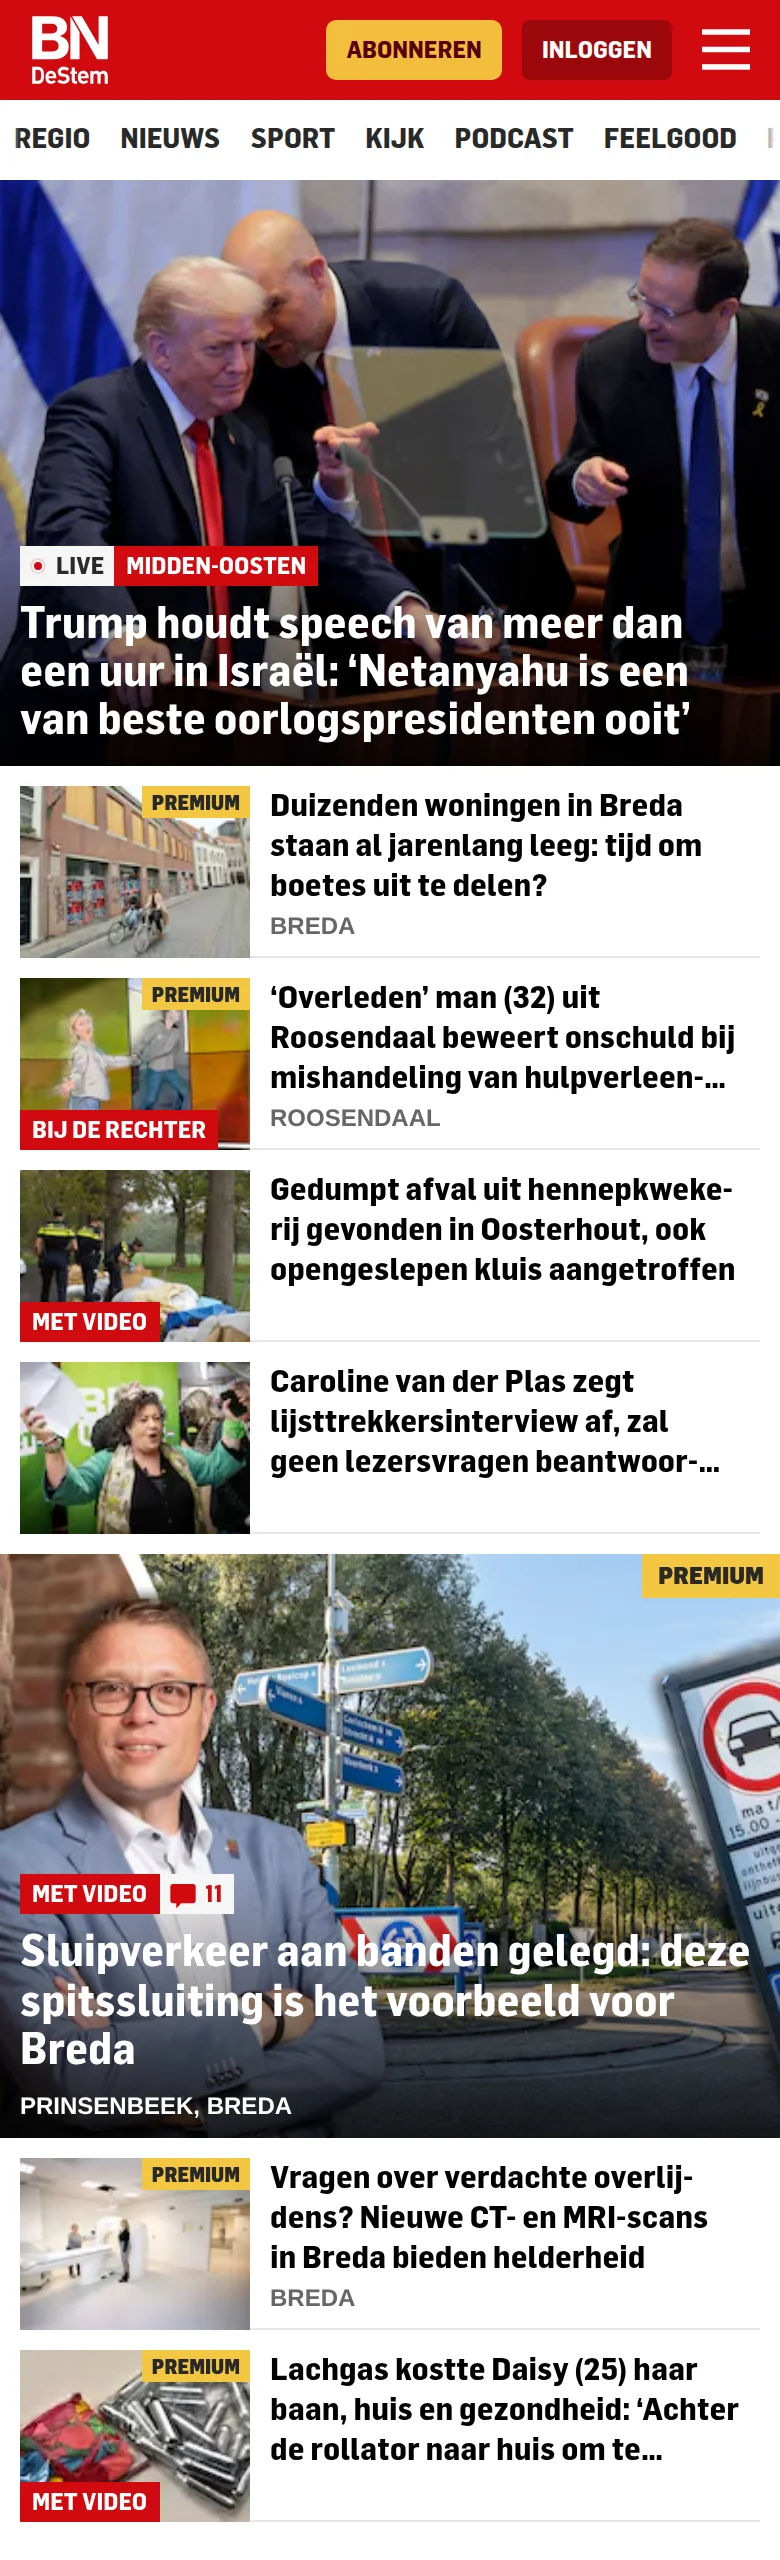 BN
DeStem
ABONNEREN
INLOGGEN
REGIO NIEUWS SPORT KIJK PODCAST FEELGOOD
LIVE MIDDEN-OOSTEN
Trump houdt speech van meer dan
een uur in Israël: ‘Netanyahu is een
van beste oorlogspresidenten ooit’
PREMIUM
Duizenden woningen in Breda
staan al jarenlang leeg: tijd om
boetes uit te delen?
BREDA
PREMIUM
BIJ DE RECHTER
‘Overleden’ man (32) uit
Roosendaal beweert onschuld bij
mishandeling van hulpverleen-...
ROOSENDAAL
MET VIDEO
Gedumpt afval uit hennepkweke-
rij gevonden in Oosterhout, ook
opengeslepen kluis aangetroffen
Caroline van der Plas zegt
lijsttrekkersinterview af, zal
geen lezersvragen beantwoor-...
PREMIUM
ma t/
15.00
MET VIDEO 11
Sluipverkeer aan banden gelegd: deze
spitssluiting is het voorbeeld voor
Breda
PRINSENBEEK, BREDA
PREMIUM
Vragen over verdachte overlij-
dens? Nieuwe CT- en MRI-scans
in Breda bieden helderheid
BREDA
PREMIUM
MET VIDEO
Lachgas kostte Daisy (25) haar
baan, huis en gezondheid: ‘Achter
de rollator naar huis om te...